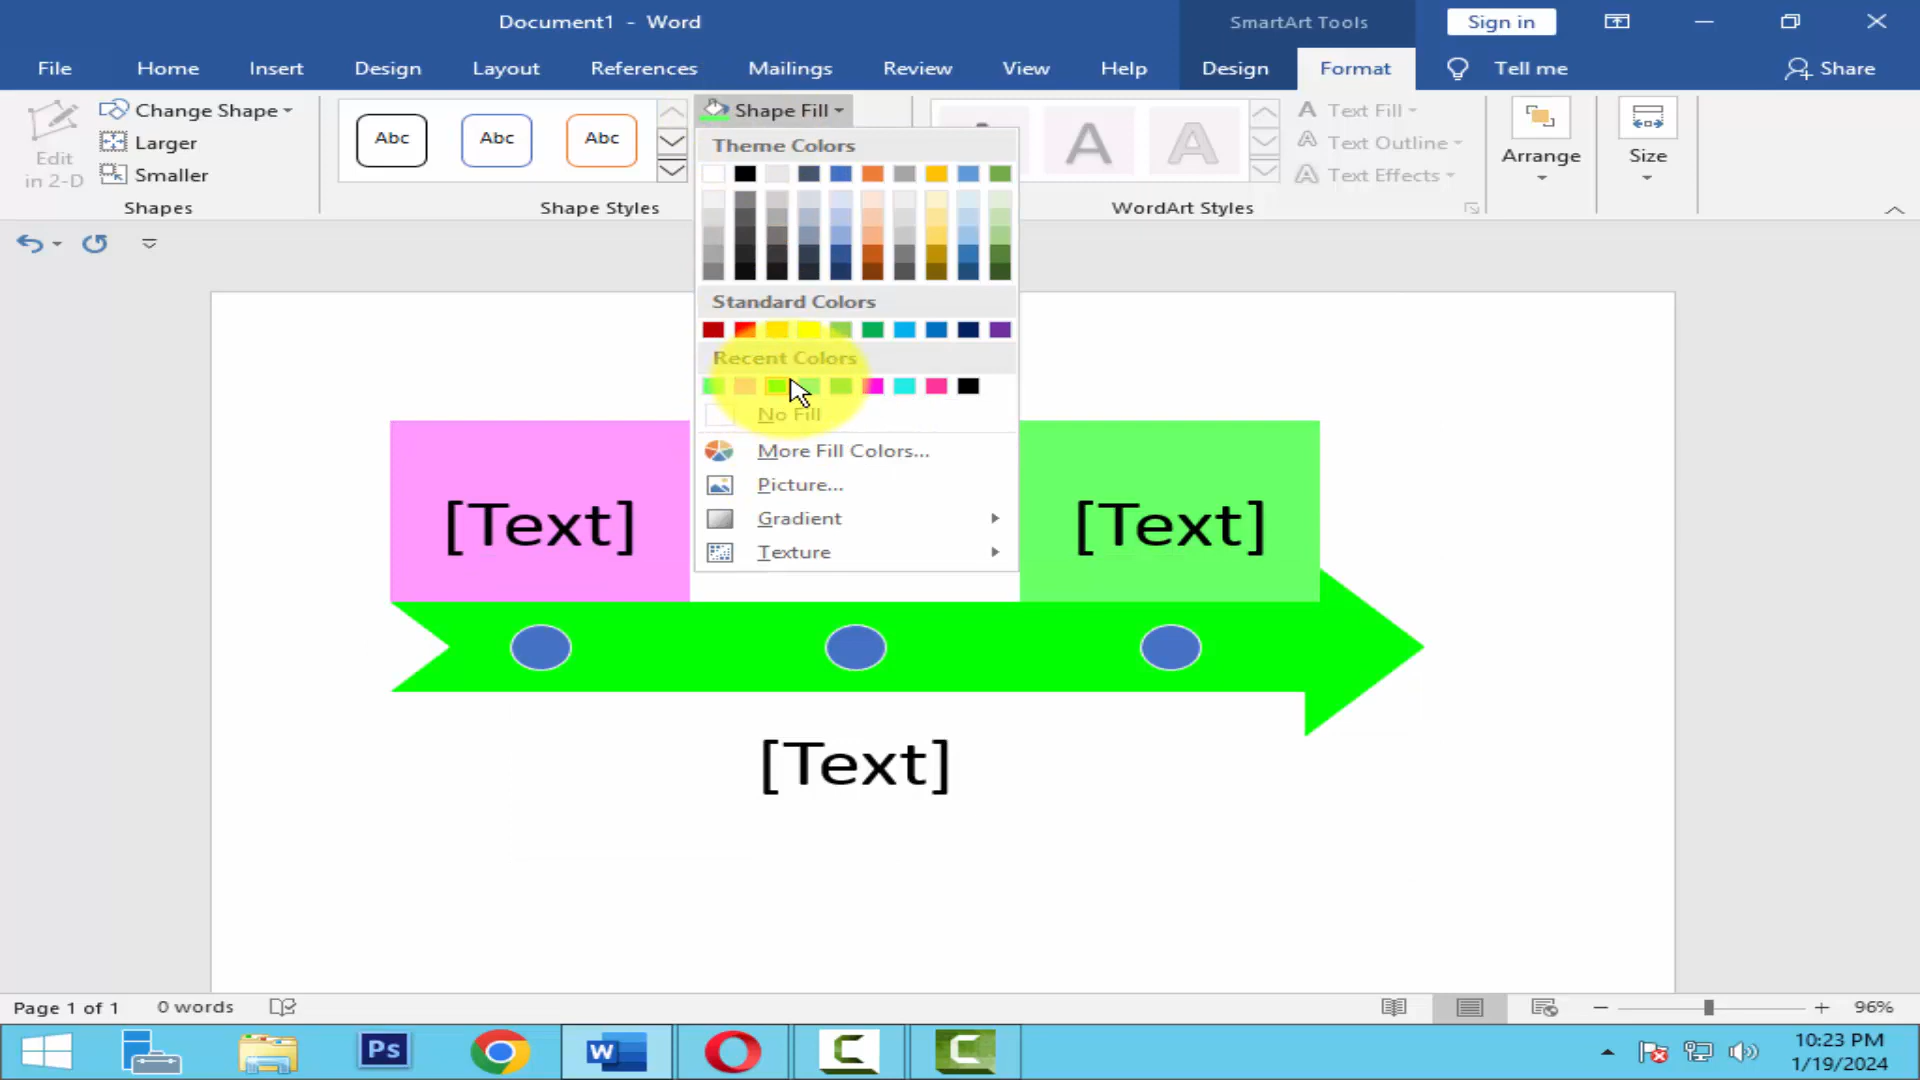 Document1 - Word
SmartArt Tools
Sign in
File
Home
Insert
Design
Layout
References
Mailings
Review
View
Help
Design
Format
Tell me
Share
Edit
in 2-D
Change Shape
Larger
Smaller
Shapes
Abc
Abc
Abc
Shape Styles
Shape Fill
A
A
WordArt Styles
A Text Fill
A Text Outline
A Text Effects
Arrange
Size
Theme Colors
Standard Colors
Recent Colors
No Fill
More Fill Colors...
Picture...
Gradient
Texture
[Text]
[Text]
[Text]
Page 1 of 1
0 words
96%
Ps
W
C
C
10:23 PM
1/19/2024